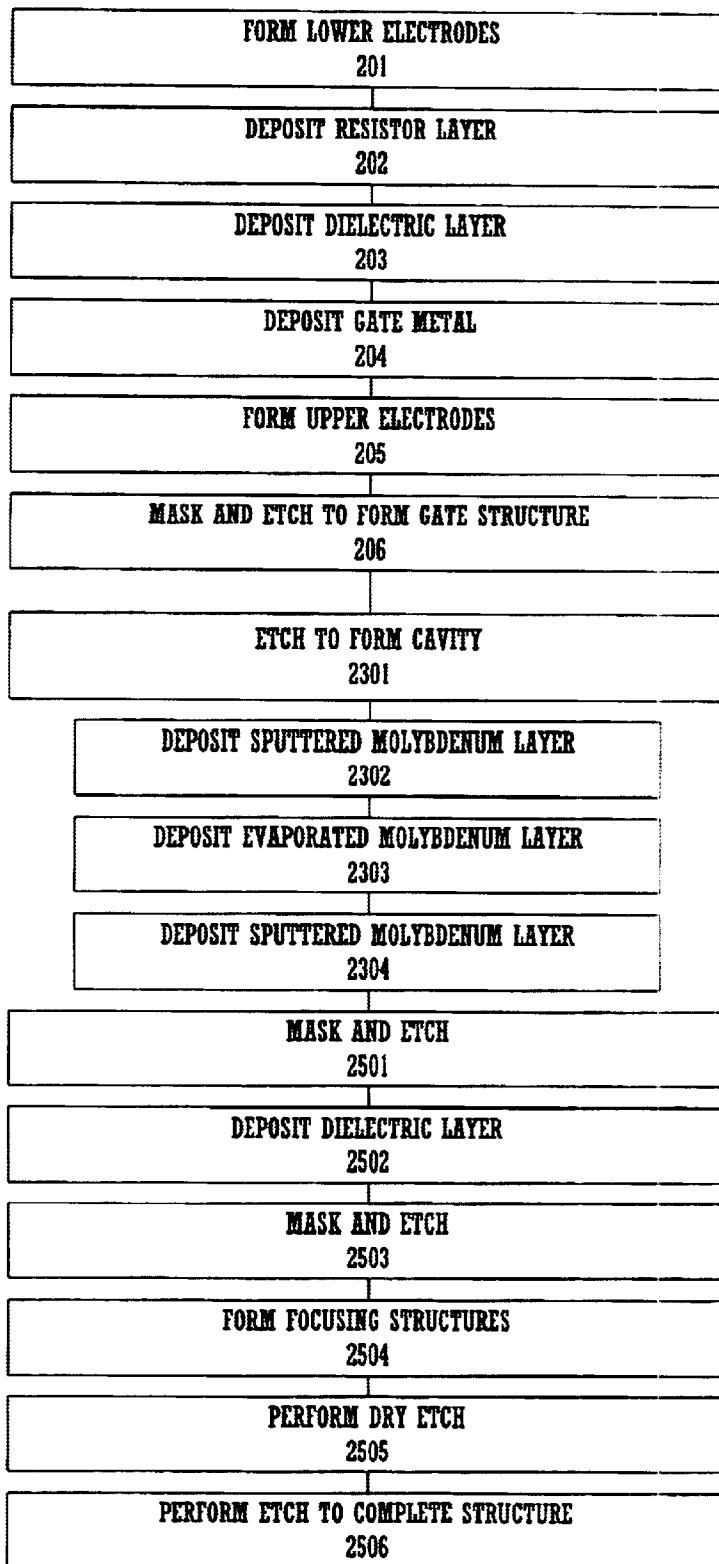 FORM LOWER ELECTRODES
201
DEPOSIT RESISTOR LAYER
202
DEPOSIT DIELECTRIC LAYER
203
DEPOSIT GATE METAL
204
FORM UPPER ELECTRODES
205
MASK AND ETCH TO FORM GATE STRUCTURE
206
ETCH TO FORM CAVITY
2301
DEPOSIT SPUTTERED MOLYBDENUM LAYER
2302
DEPOSIT EVAPORATED MOLYBDENUM LAYER
2303
DEPOSIT SPUTTERED MOLYBDENUM LAYER
2304
MASK AND ETCH
2501
DEPOSIT DIELECTRIC LAYER
2502
MASK AND ETCH
2503
FORM FOCUSING STRUCTURES
2504
PERFORM DRY ETCH
2505
PERFORM ETCH TO COMPLETE STRUCTURE
2506